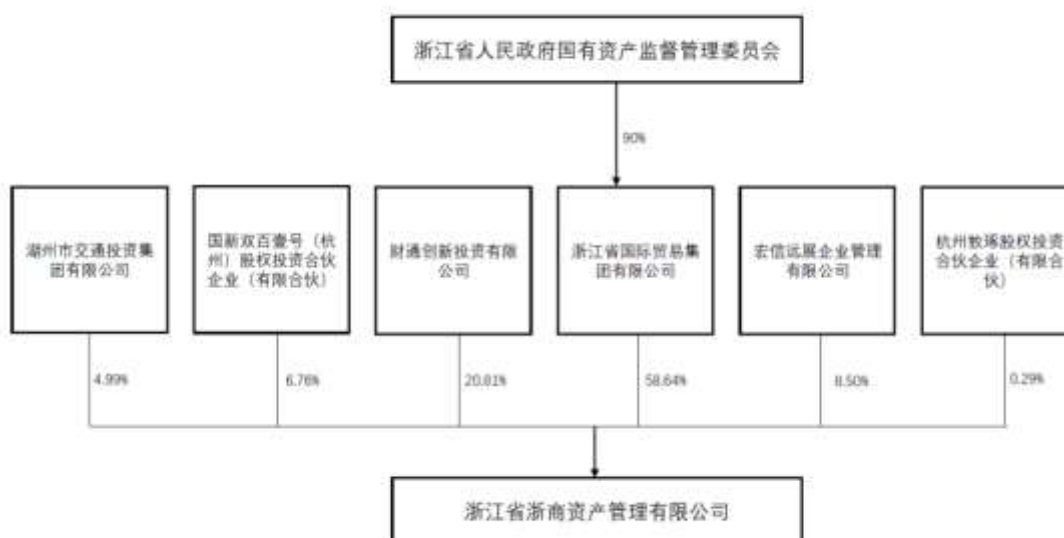 浙江省人民政府国有资产监督管理委员会
90%
湖州市交通投资集
团有限公司
国新双百壹号（杭
州）股权投资合伙
企业（有限合伙）
财通创新投资有限
公司
浙江省国际贸易集
团有限公司
宏信远展企业管理
有限公司
杭州敏琢股权投资
合伙企业（有限合
伙）
4.99%
6.76%
20.81%
58.64%
8.50%
0.29%
浙江省浙商资产管理有限公司